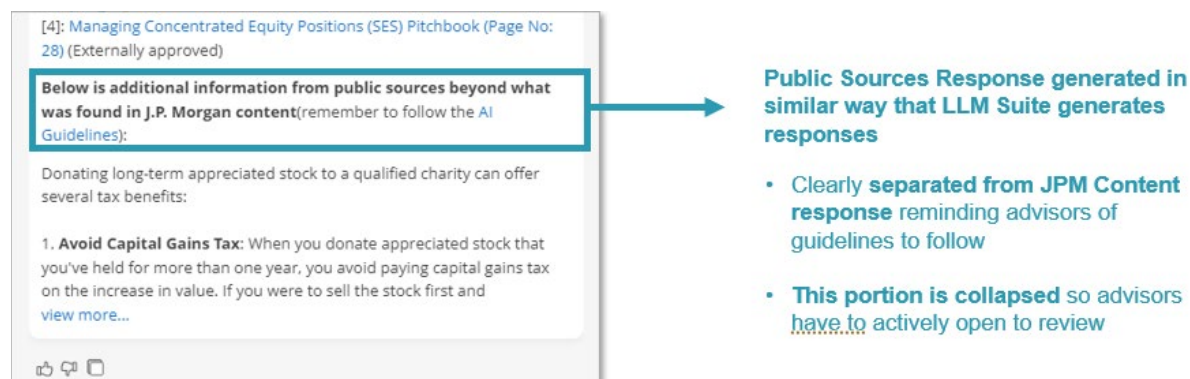 [4]: Managing Concentrated Equity Positions (SES) Pitchbook (Page No:
28) (Externally approved)
Below is additional information from public sources beyond what
was found in J.P. Morgan content(remember to follow the AI
Guidelines):
Donating long-term appreciated stock to a qualified charity can offer
several tax benefits:
1. Avoid Capital Gains Tax: When you donate appreciated stock that
you've held for more than one year, you avoid paying capital gains tax
on the increase in value. If you were to sell the stock first and
view more...
Public Sources Response generated in
similar way that LLM Suite generates
responses
• Clearly separated from JPM Content
response reminding advisors of
guidelines to follow
• This portion is collapsed so advisors
have to actively open to review